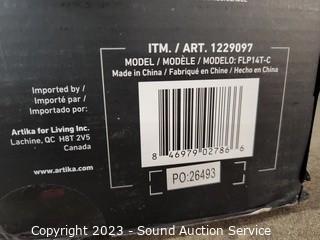 ITM. / ART. 1229097
MODEL / MODÈLE / MODELO: FLP14T-C
Made in China / Fabriqué en Chine / Hecho en China
Imported by /
Importé par /
Importado por:
Artika for Living Inc.
Lachine, QC H8T 2V5
Canada
www.artika.com
8 46979 02786 6
PO:26493
Copyright 2023 - Sound Auction Service